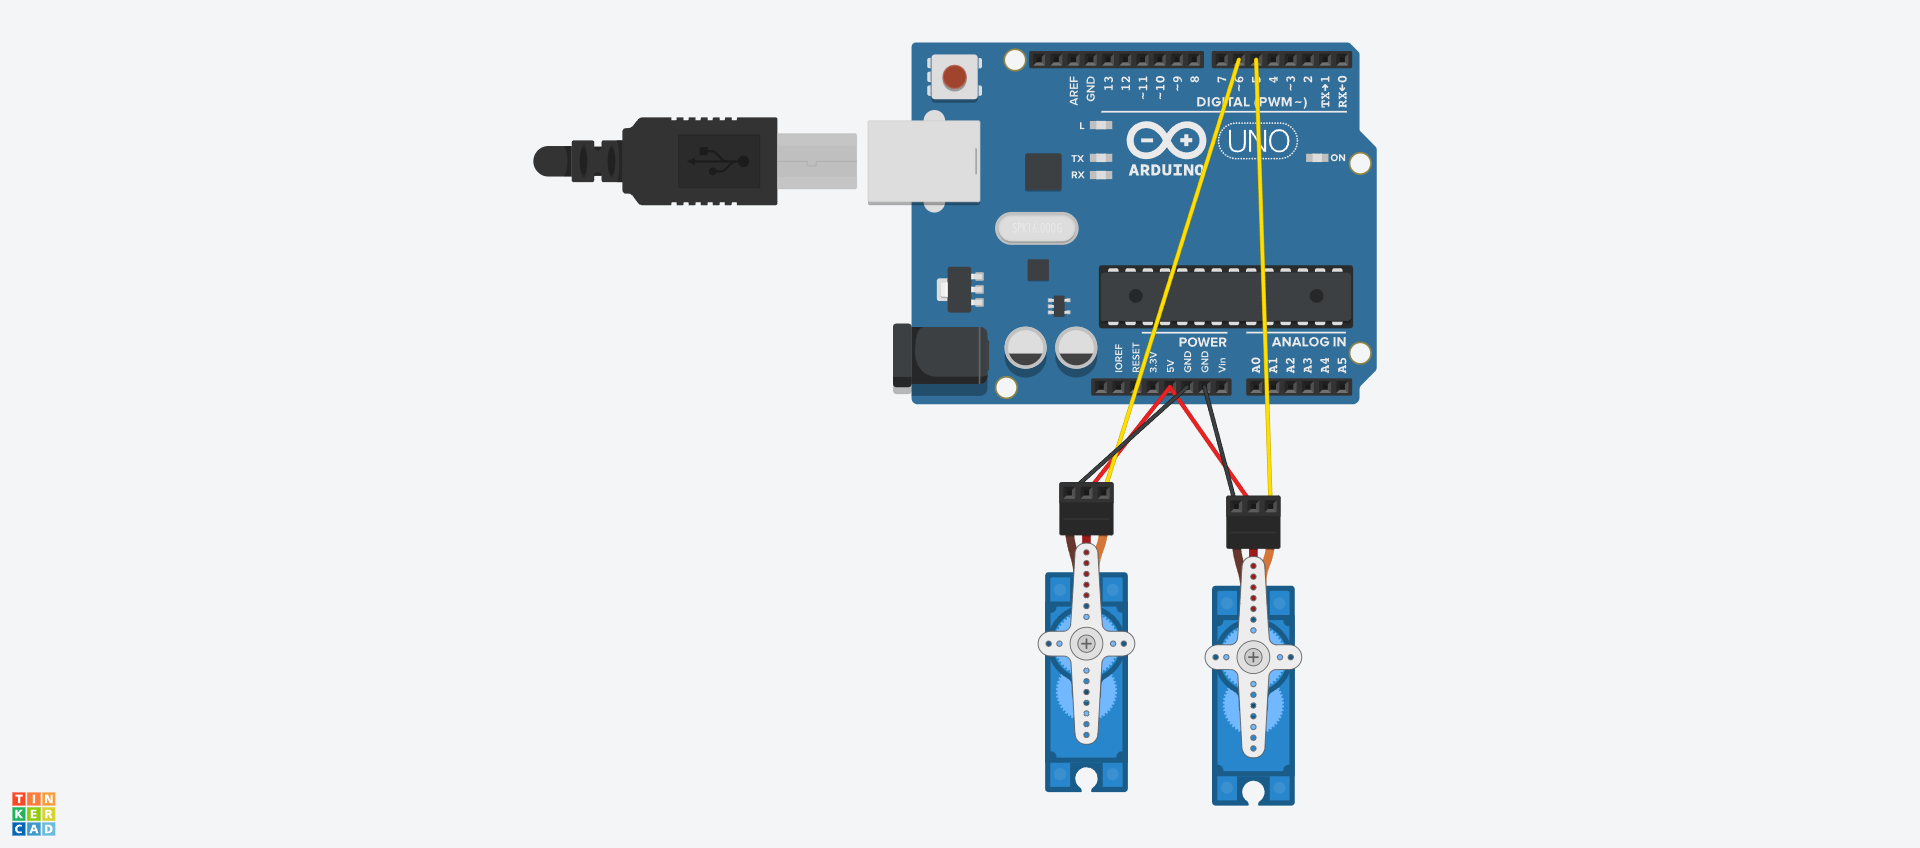 AREF
GND
13
12
~11
~10
~9
8
7
~6
5
4
~3
2
TX→1
RX←0
DIGITAL (PWM~)
L
TX
RX
ARDUINO
UNO
ON
POWER
ANALOG IN
IOREF
RESET
3.3V
5V
GND
GND
Vin
A0
A1
A2
A3
A4
A5
TIN
KER
CAD